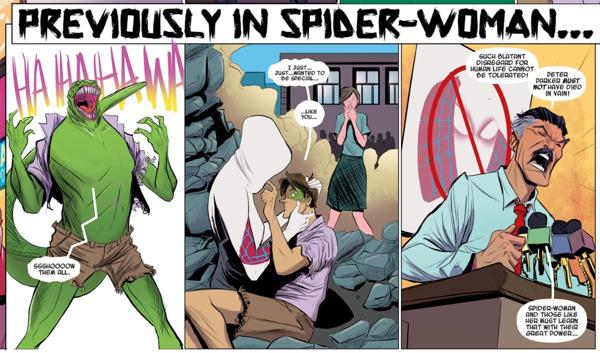 PREVIOUSLY IN SPIDER-WOMAN...
HA HA HA HA WA
SSSHOOOOW
THEM ALL.
I JUST...
JUST...WANTED TO
BE SPECIAL...
...LIKE
YOU...
SUCH BLATANT
DISREGARD FOR
HUMAN LIFE CANNOT
BE TOLERATED!
PETER
PARKER MUST
NOT HAVE DIED
IN VAIN!
SPIDER-WOMAN
AND THOSE LIKE
HER MUST LEARN
THAT WITH THEIR
GREAT POWER...